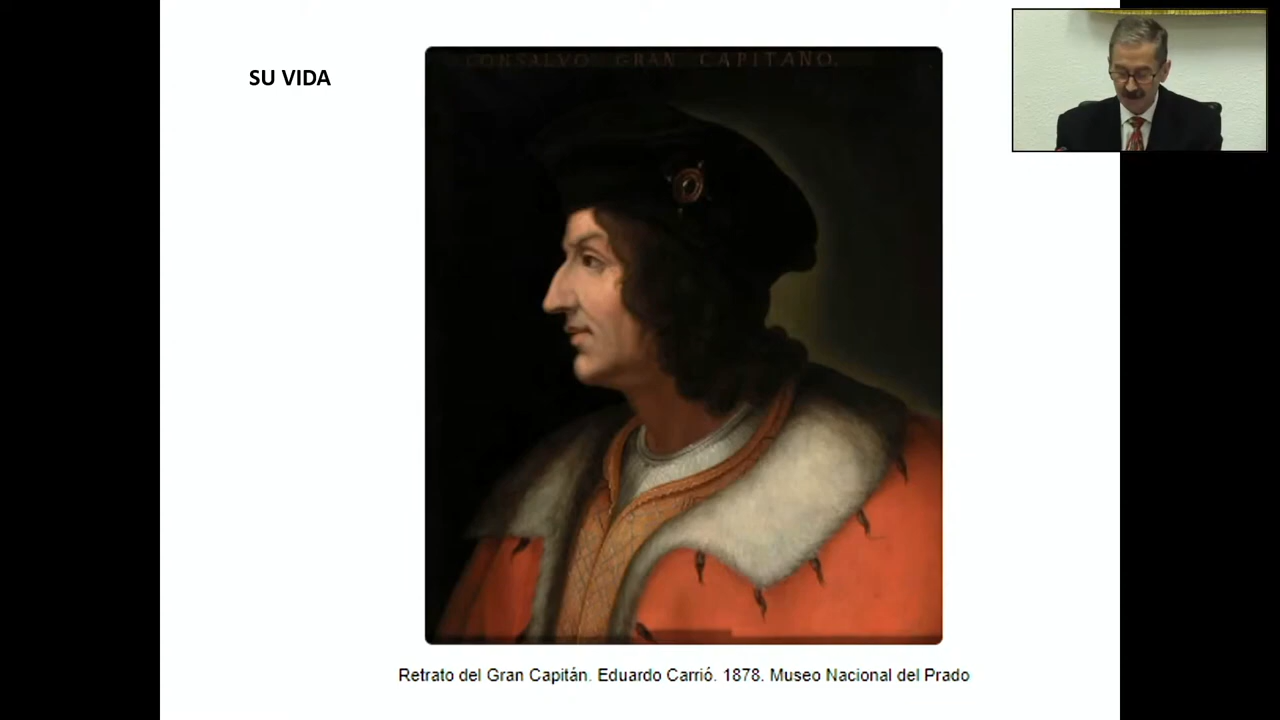 SU VIDA
CONSALVO GRAN CAPITANO.
Retrato del Gran Capitán. Eduardo Carrió. 1878. Museo Nacional del Prado